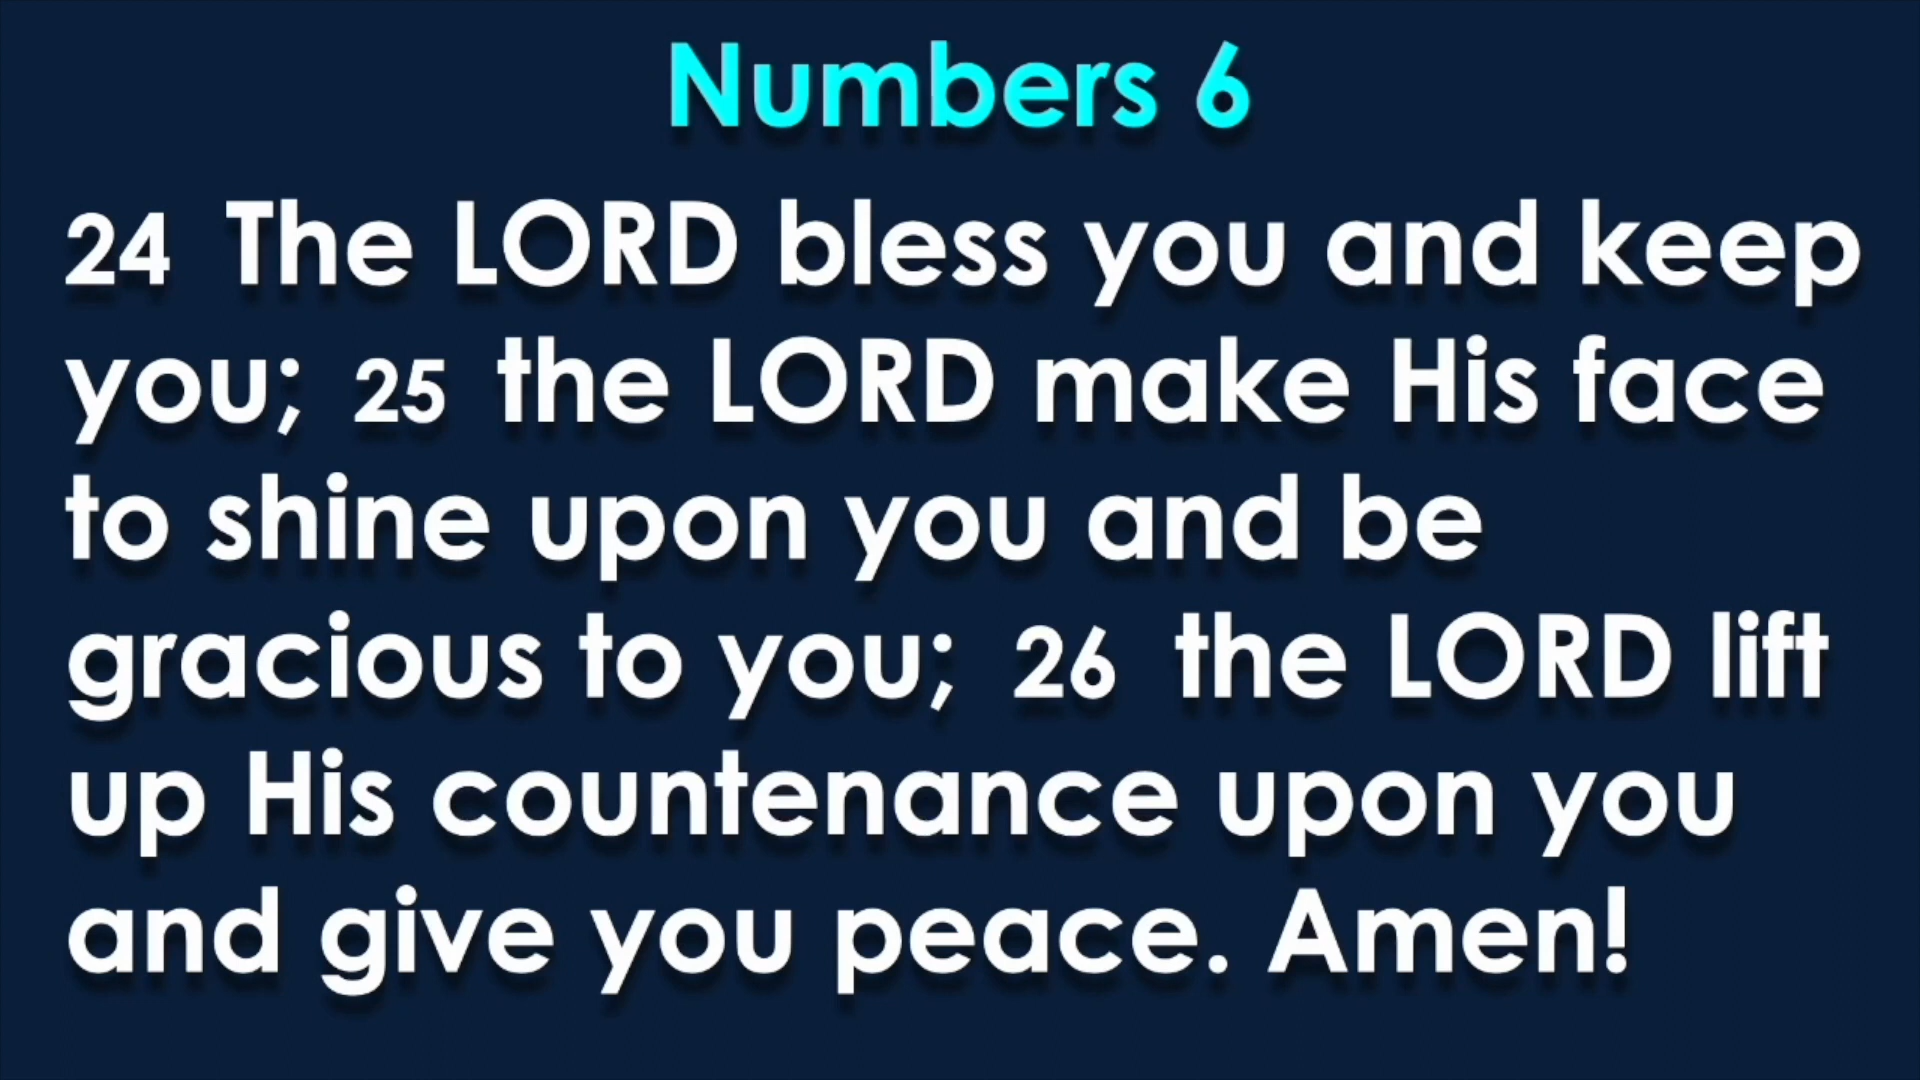 Numbers 6
24 The LORD bless you and keep
you; 25 the LORD make His face
to shine upon you and be
gracious to you; 26 the LORD lift
up His countenance upon you
and give you peace. Amen!